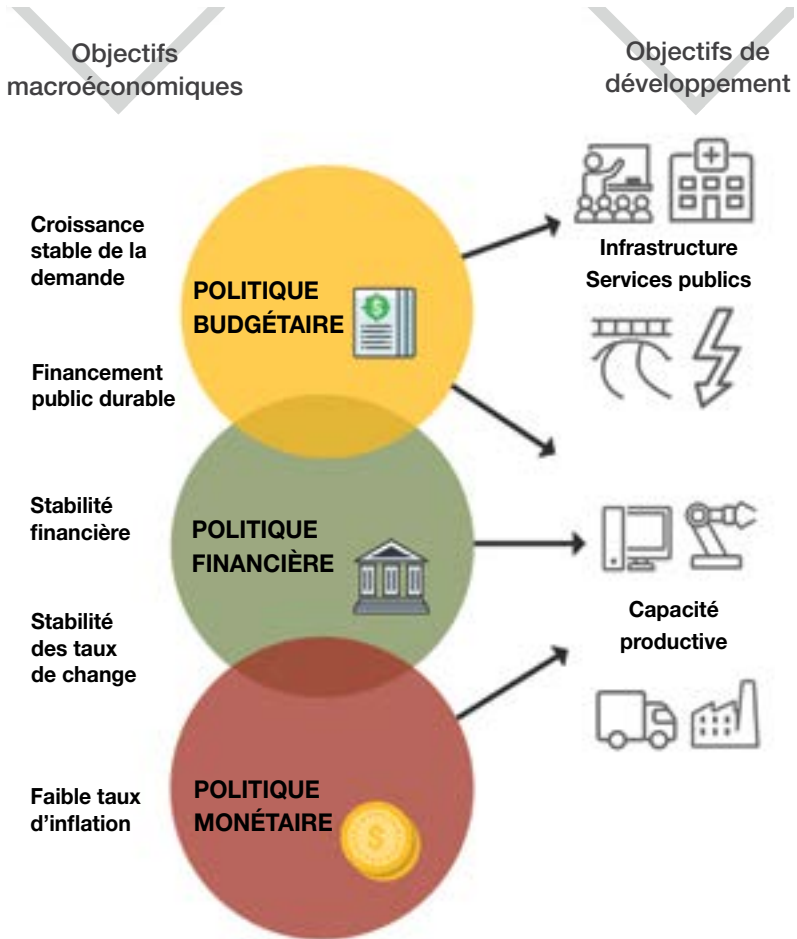 Objectifs
macroéconomiques
Objectifs de
développement
Croissance
stable de la
demande
Financement
public durable
Stabilité
financière
Stabilité
des taux
de change
Faible taux
d’inflation
POLITIQUE
BUDGÉTAIRE
$
POLITIQUE
FINANCIÈRE
POLITIQUE
MONÉTAIRE
$
Infrastructure
Services publics
Capacité
productive